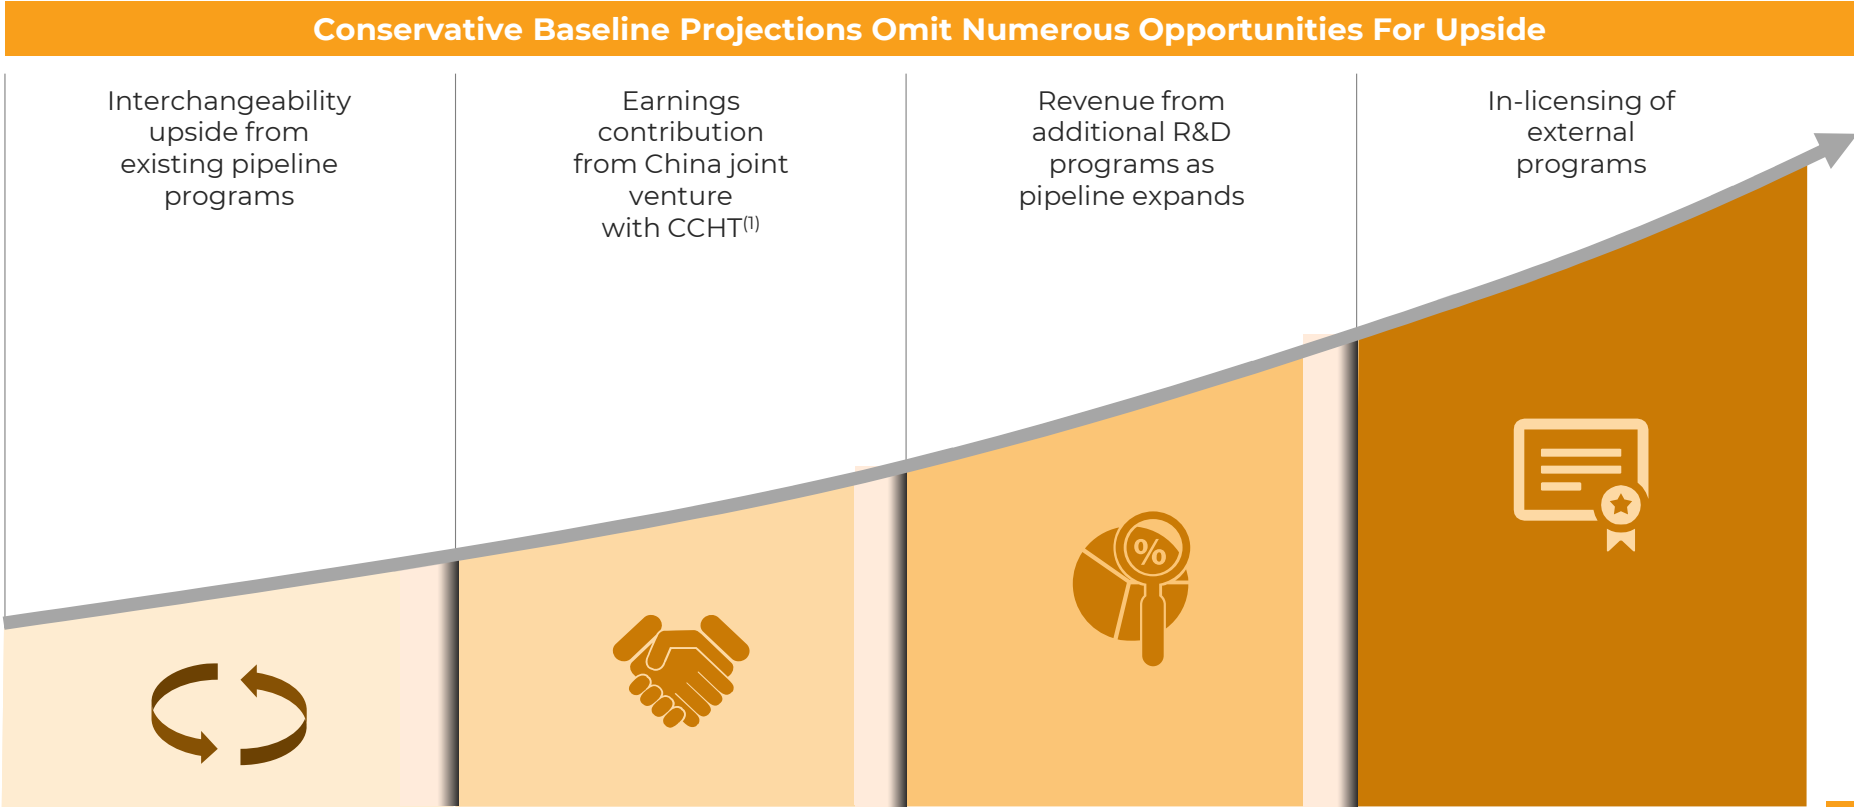 Conservative Baseline Projections Omit Numerous Opportunities For Upside
Interchangeability
upside from
existing pipeline
programs
Earnings
contribution
from China joint
venture
with CCHT(1)
Revenue from
additional R&D
programs as
pipeline expands
In-licensing of
external
programs
%